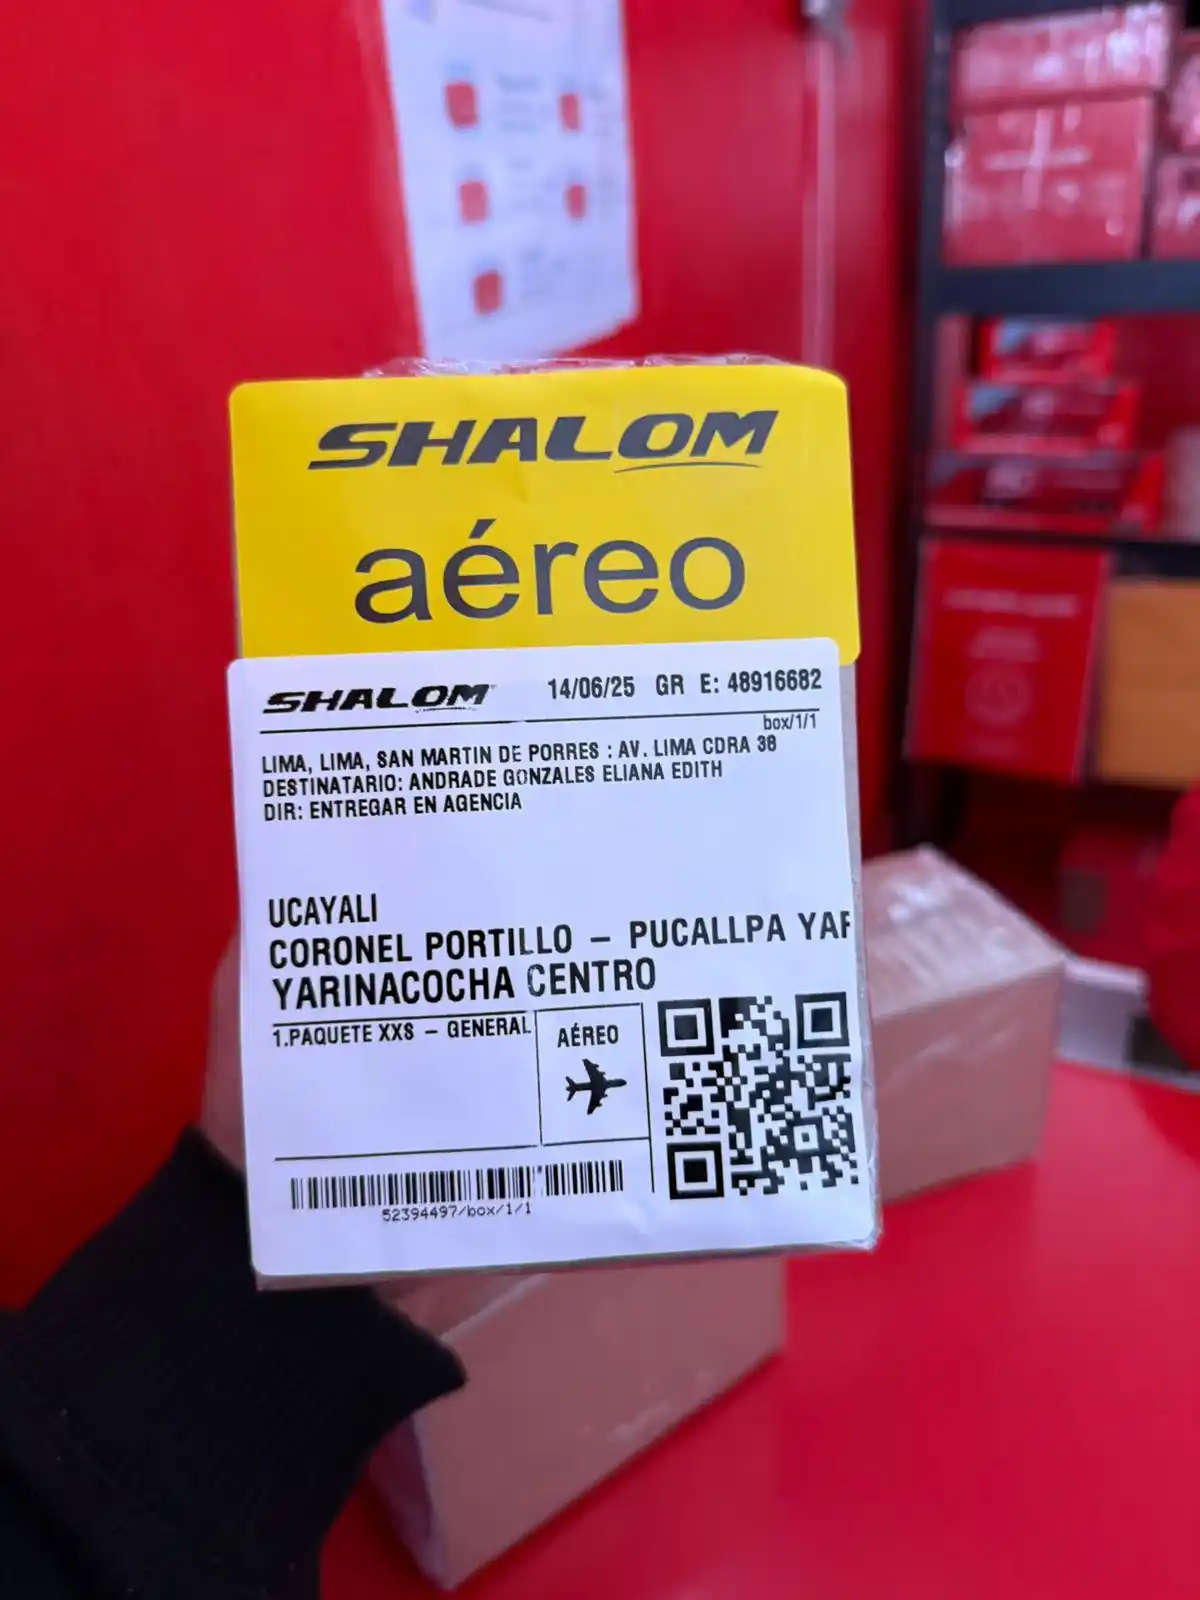 SHALOM
aéreo
SHALOM 14/06/25 GR E: 48916682
box/1/1
LIMA, LIMA, SAN MARTIN DE PORRES : AV. LIMA CDRA 38
DESTINATARIO: ANDRADE GONZALES ELIANA EDITH
DIR: ENTREGAR EN AGENCIA
UCAYALI
CORONEL PORTILLO – PUCALLPA YAR
YARINACOCHA CENTRO
1.PAQUETE XXS – GENERAL
AÉREO
52394497/box/1/1